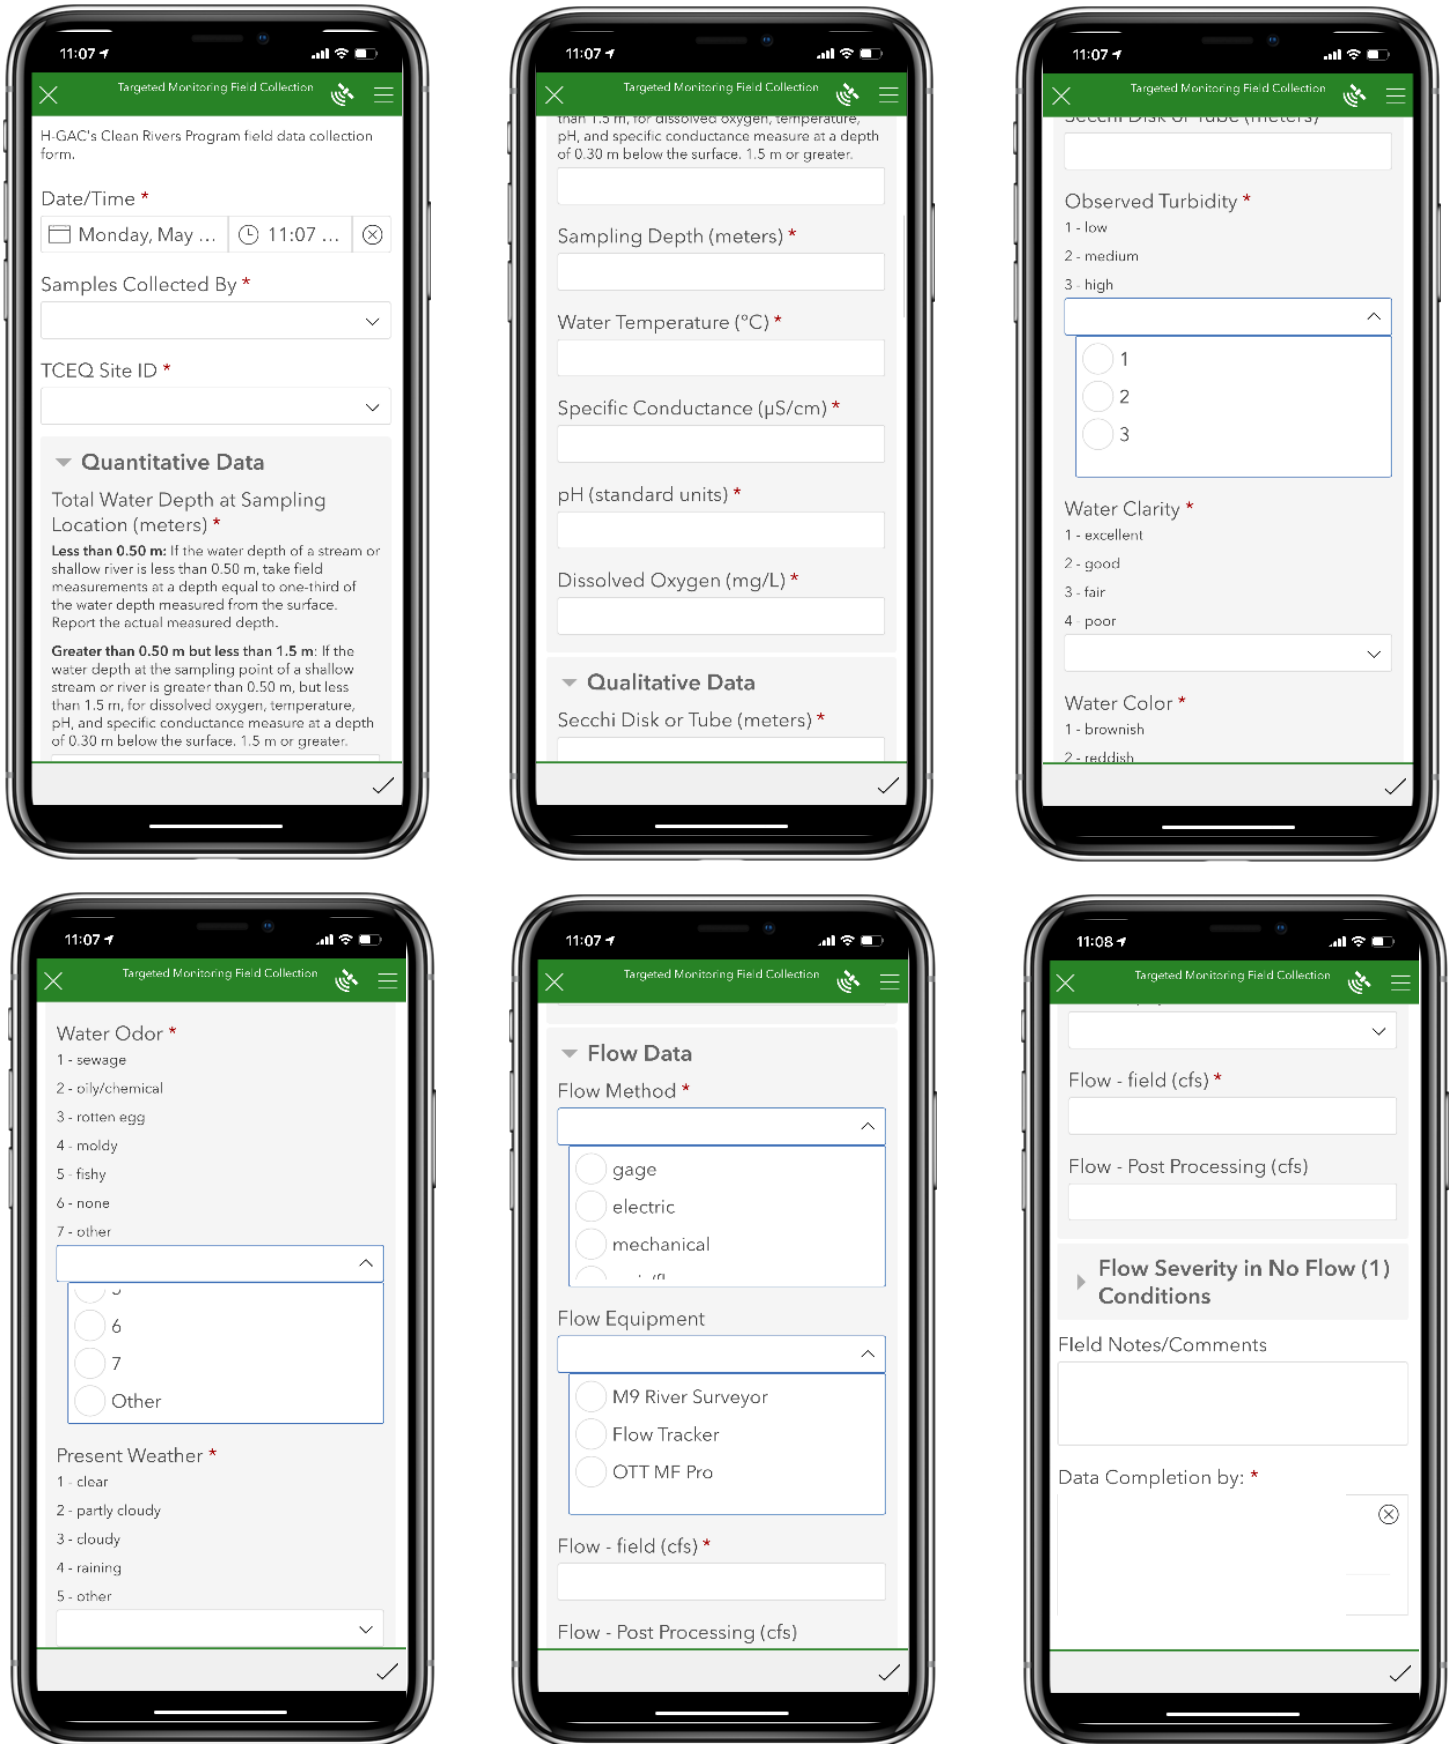 11:07
Targeted Monitoring Field Collection
H-GAC's Clean Rivers Program field data collection
form.
Date/Time *
Monday, May ...
11:07 ...
Samples Collected By *
TCEQ Site ID *
Quantitative Data
Total Water Depth at Sampling
Location (meters) *
Less than 0.50 m: If the water depth of a stream or
shallow river is less than 0.50 m, take field
measurements at a depth equal to one-third of
the water depth measured from the surface.
Report the actual measured depth.
Greater than 0.50 m but less than 1.5 m: If the
water depth at the sampling point of a shallow
stream or river is greater than 0.50 m, but less
than 1.5 m, for dissolved oxygen, temperature,
pH, and specific conductance measure at a depth
of 0.30 m below the surface. 1.5 m or greater.
11:07
Targeted Monitoring Field Collection
than 1.5 m, for dissolved oxygen, temperature,
pH, and specific conductance measure at a depth
of 0.30 m below the surface. 1.5 m or greater.
Sampling Depth (meters) *
Water Temperature (°C) *
Specific Conductance (µS/cm) *
pH (standard units) *
Dissolved Oxygen (mg/L) *
Qualitative Data
Secchi Disk or Tube (meters) *
11:07
Targeted Monitoring Field Collection
Secchi Disk or Tube (meters)
Observed Turbidity *
1 - low
2 - medium
3 - high
1
2
3
Water Clarity *
1 - excellent
2 - good
3 - fair
4 - poor
Water Color *
1 - brownish
2 - reddish
11:07
Targeted Monitoring Field Collection
Water Odor *
1 - sewage
2 - oily/chemical
3 - rotten egg
4 - moldy
5 - fishy
6 - none
7 - other
6
7
Other
Present Weather *
1 - clear
2 - partly cloudy
3 - cloudy
4 - raining
5 - other
11:07
Targeted Monitoring Field Collection
Flow Data
Flow Method *
gage
electric
mechanical
Flow Equipment
M9 River Surveyor
Flow Tracker
OTT MF Pro
Flow - field (cfs) *
Flow - Post Processing (cfs)
11:08
Targeted Monitoring Field Collection
Flow - field (cfs) *
Flow - Post Processing (cfs)
Flow Severity in No Flow (1)
Conditions
Field Notes/Comments
Data Completion by: *